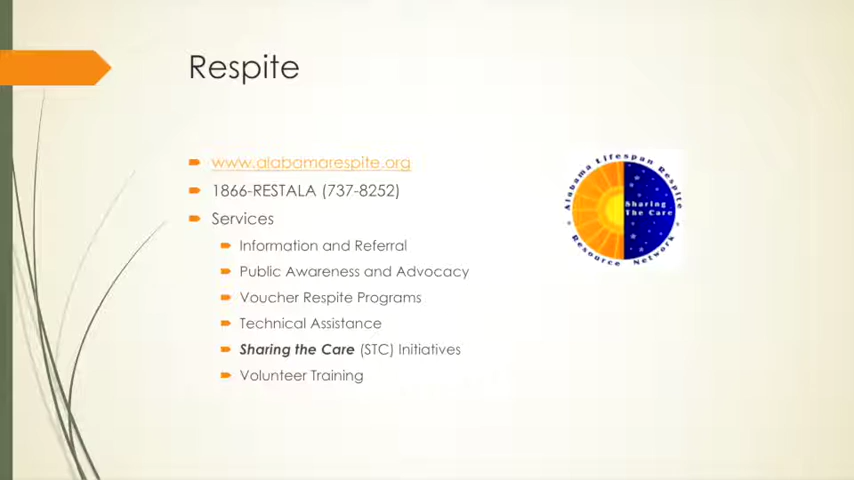 Respite
www.alabamarespite.org
1866-RESTALA (737-8252)
Services
Information and Referral
Public Awareness and Advocacy
Voucher Respite Programs
Technical Assistance
Sharing the Care (STC) Initiatives
Volunteer Training
Alabama Lifespan Respite
Sharing
The Care
Resource Network